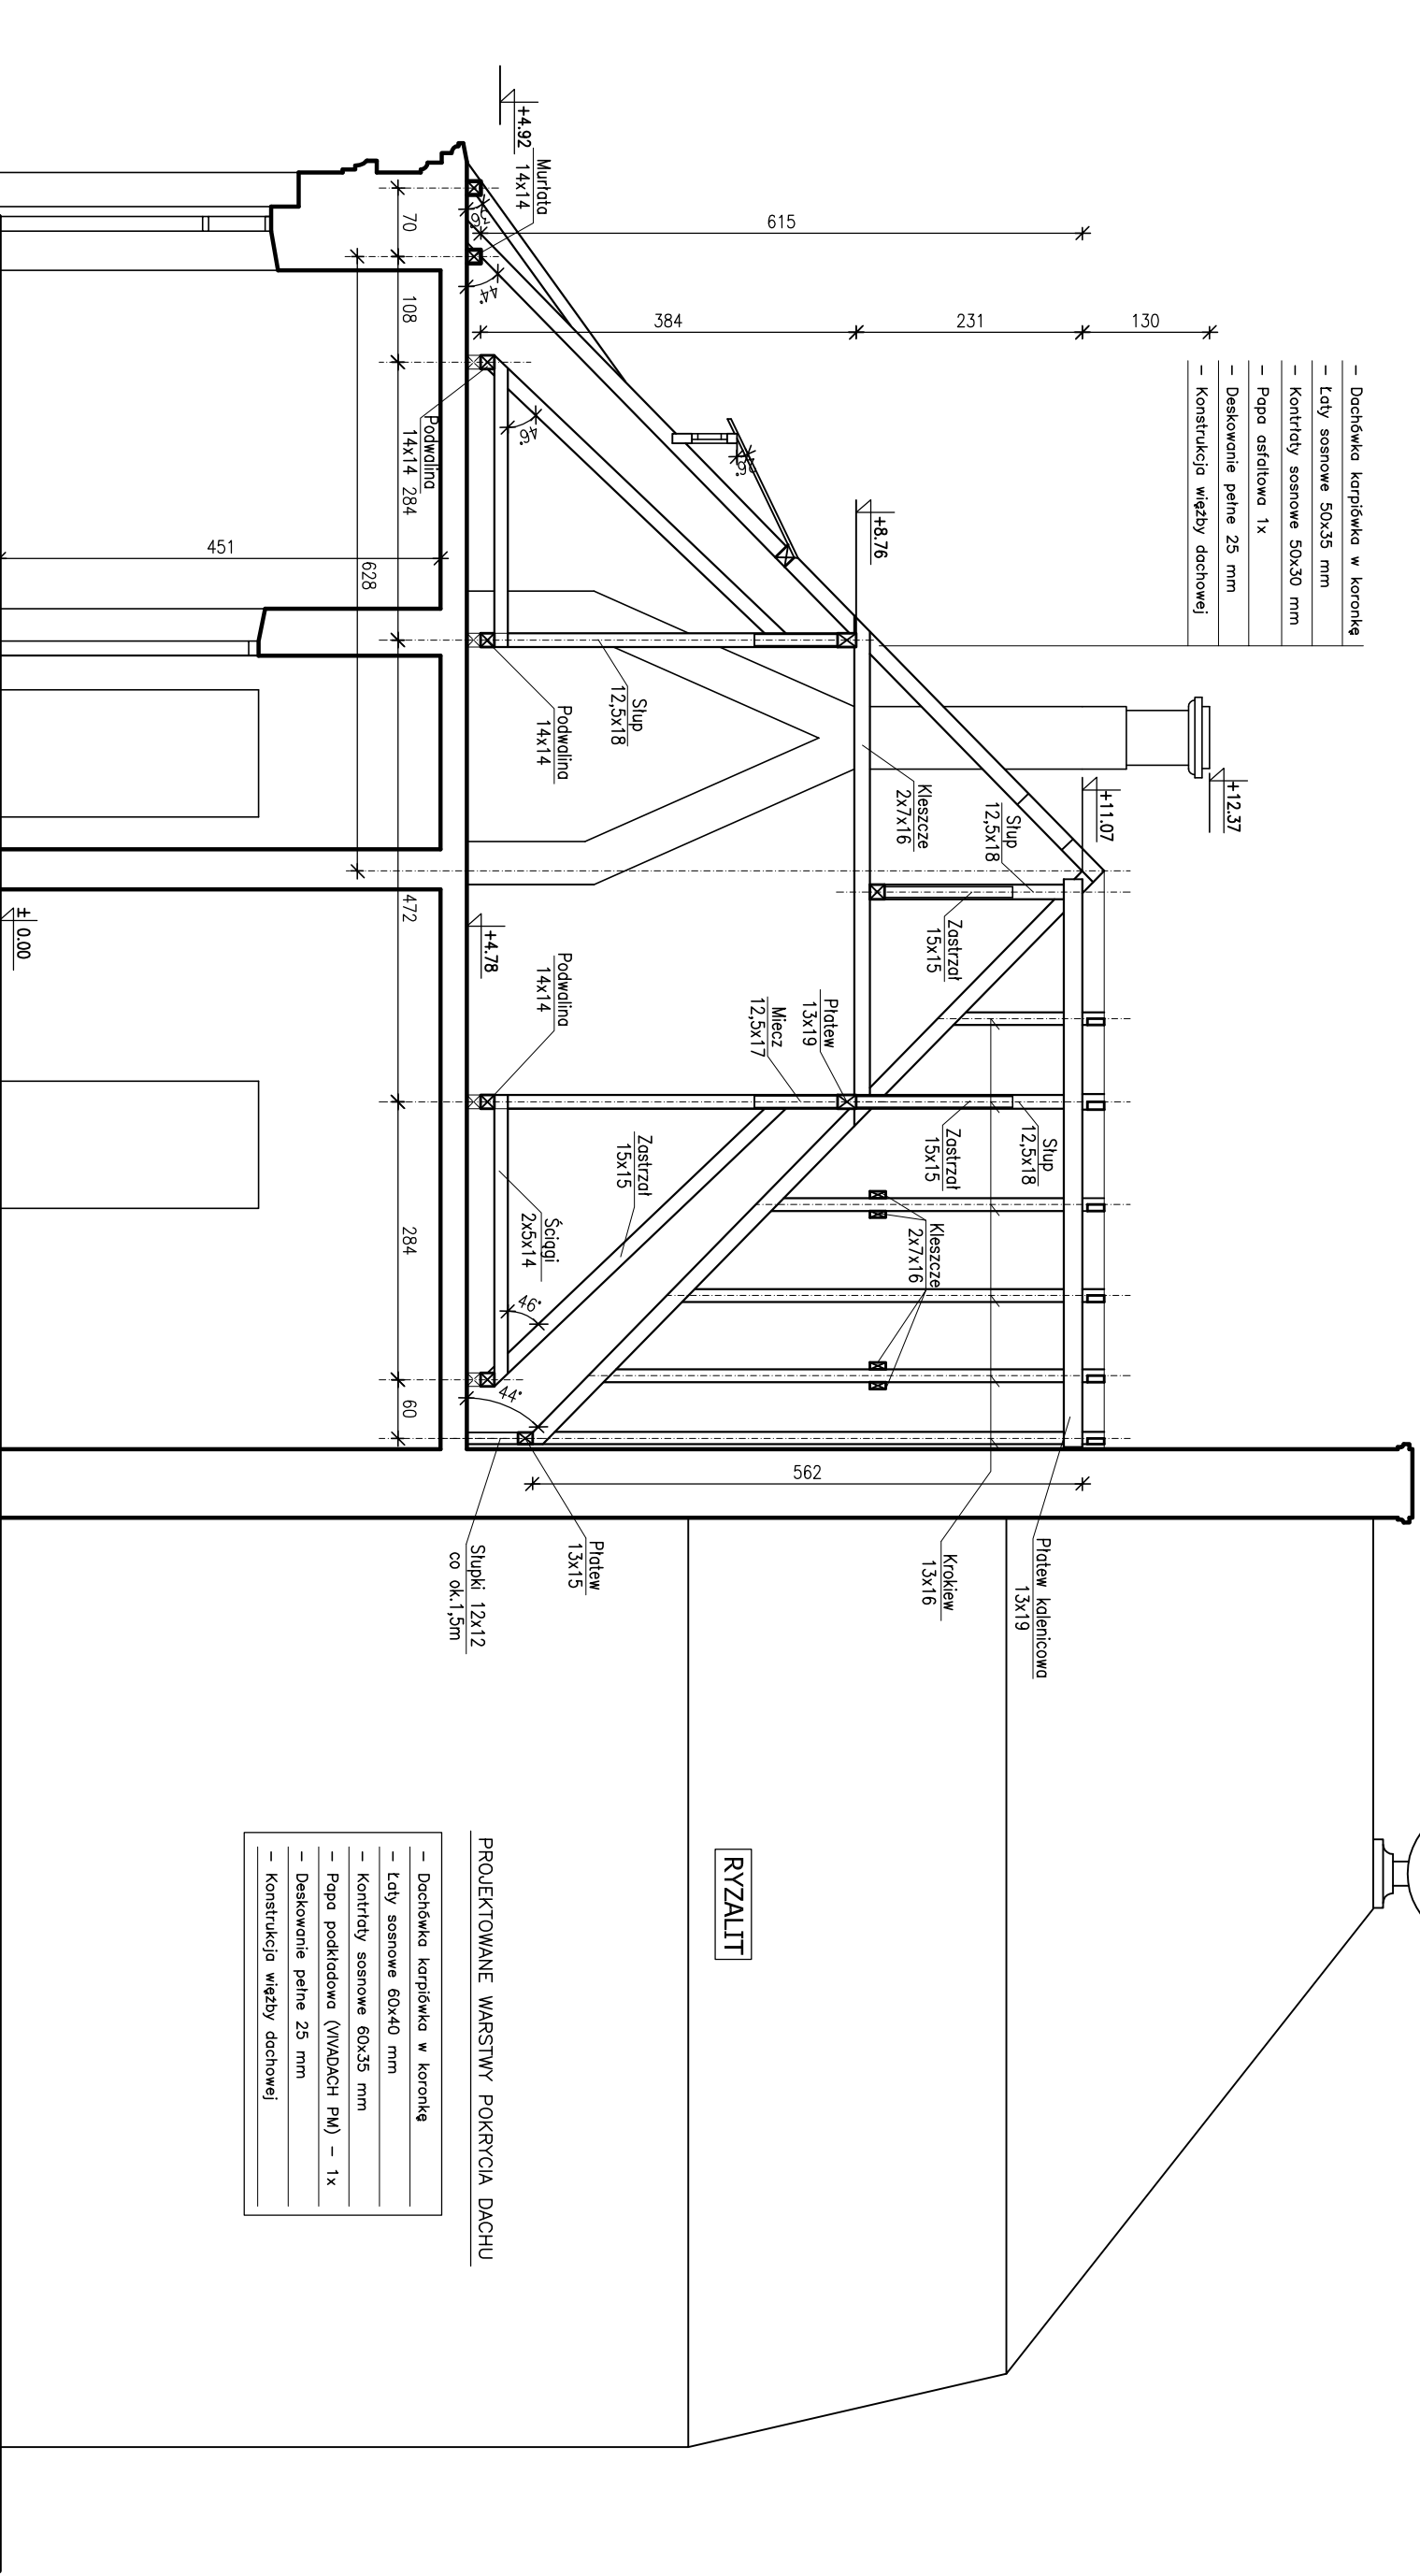 - Dachówka karpiówka w koronkę
- Łaty sosnowe 50x35 mm
- Kontrłaty sosnowe 50x30 mm
- Papa asfaltowa 1x
- Deskowanie pełne 25 mm
- Konstrukcja więźby dachowej
+12.37
130
+11.07
231
+8.76
384
615
+4.92
Murłata
14x14
36°
44°
46°
26°
Słup
12,5x18
Kleszcze
2x7x16
Zastrzał
15x15
Słup
12,5x18
Zastrzał
15x15
Płatew
13x19
Miecz
12,5x17
Kleszcze
2x7x16
Słup
12,5x18
Podwalina
14x14
Podwalina
14x14
Podwalina
14x14
Zastrzał
15x15
Ściągi
2x5x14
46°
44°
562
+4.78
Płatew kalenicowa
13x19
Krokiew
13x16
Płatew
13x15
Słupki 12x12
co ok.1,5m
70
108
284
472
284
60
628
451
± 0.00
RYZALIT
PROJEKTOWANE WARSTWY POKRYCIA DACHU
- Dachówka karpiówka w koronkę
- Łaty sosnowe 60x40 mm
- Kontrłaty sosnowe 60x35 mm
- Papa podkładowa (VIVADACH PM) - 1x
- Deskowanie pełne 25 mm
- Konstrukcja więźby dachowej